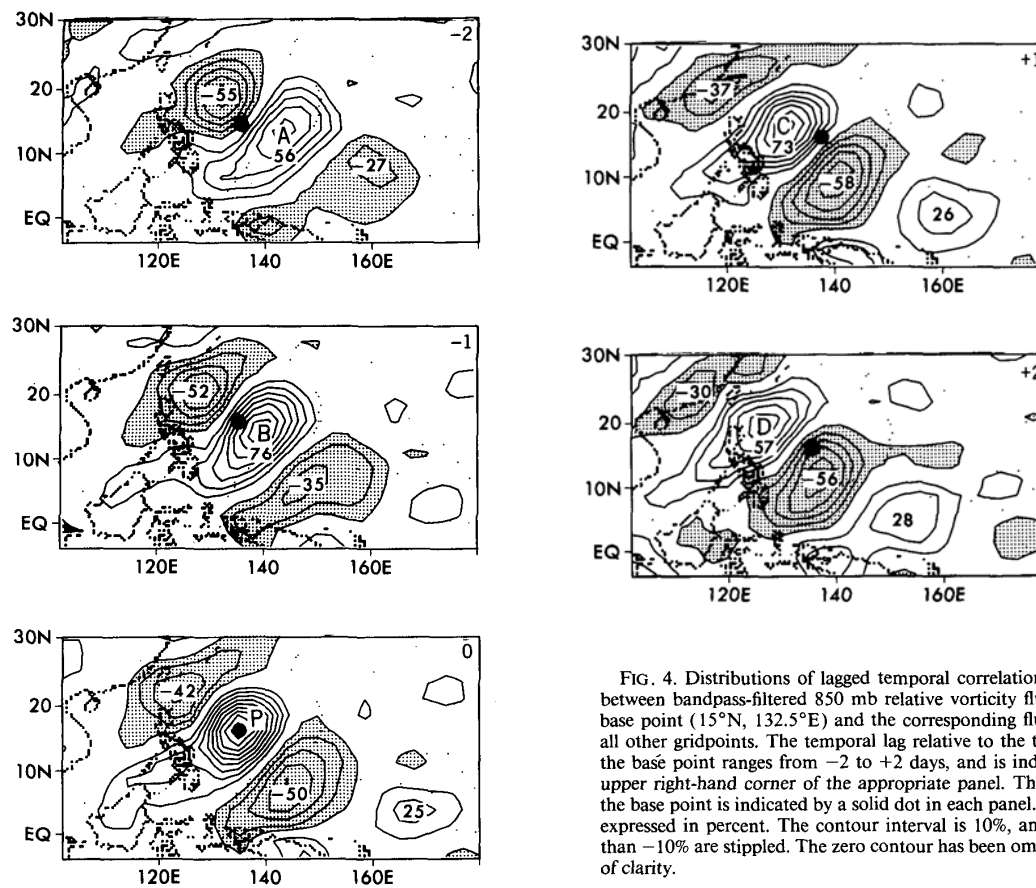 30N
-2
20
-55
A
56
10N
-27
EQ
120E 140 160E
30N
-1
20
-52
B
76
10N
-35
EQ
120E 140 160E
30N
0
-42
20
P
10N
-50
25
EQ
120E 140 160E
30N
-37
20
C
73
10N
-58
26
EQ
120E 140 160E
30N
-30
20
D
57
-56
10N
28
EQ
120E 140 160E
FIG. 4. Distributions of lagged temporal correlation
between bandpass-filtered 850 mb relative vorticity
base point (15°N, 132.5°E) and the corresponding
all other gridpoints. The temporal lag relative to the
the base point ranges from −2 to +2 days, and is
upper right-hand corner of the appropriate panel.
the base point is indicated by a solid dot in each panel.
expressed in percent. The contour interval is 10%,
than −10% are stippled. The zero contour has been
of clarity.